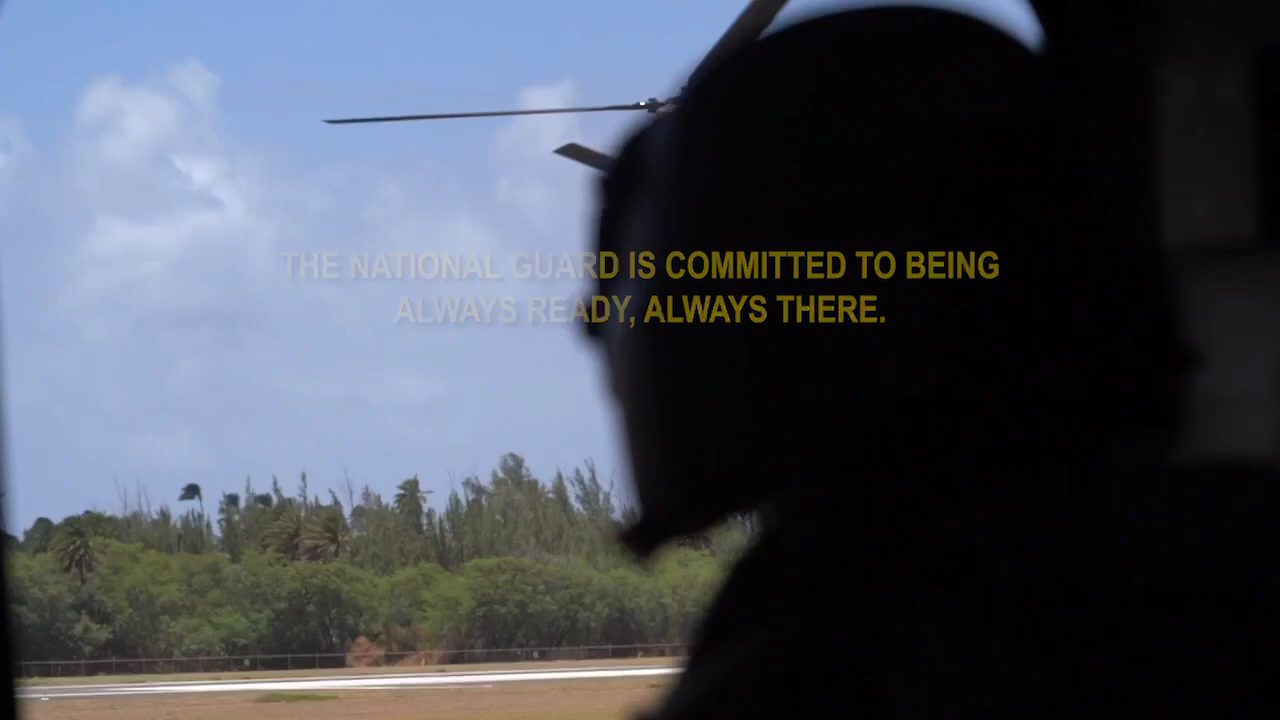 THE NATIONAL GUARD IS COMMITTED TO BEING
ALWAYS READY, ALWAYS THERE.